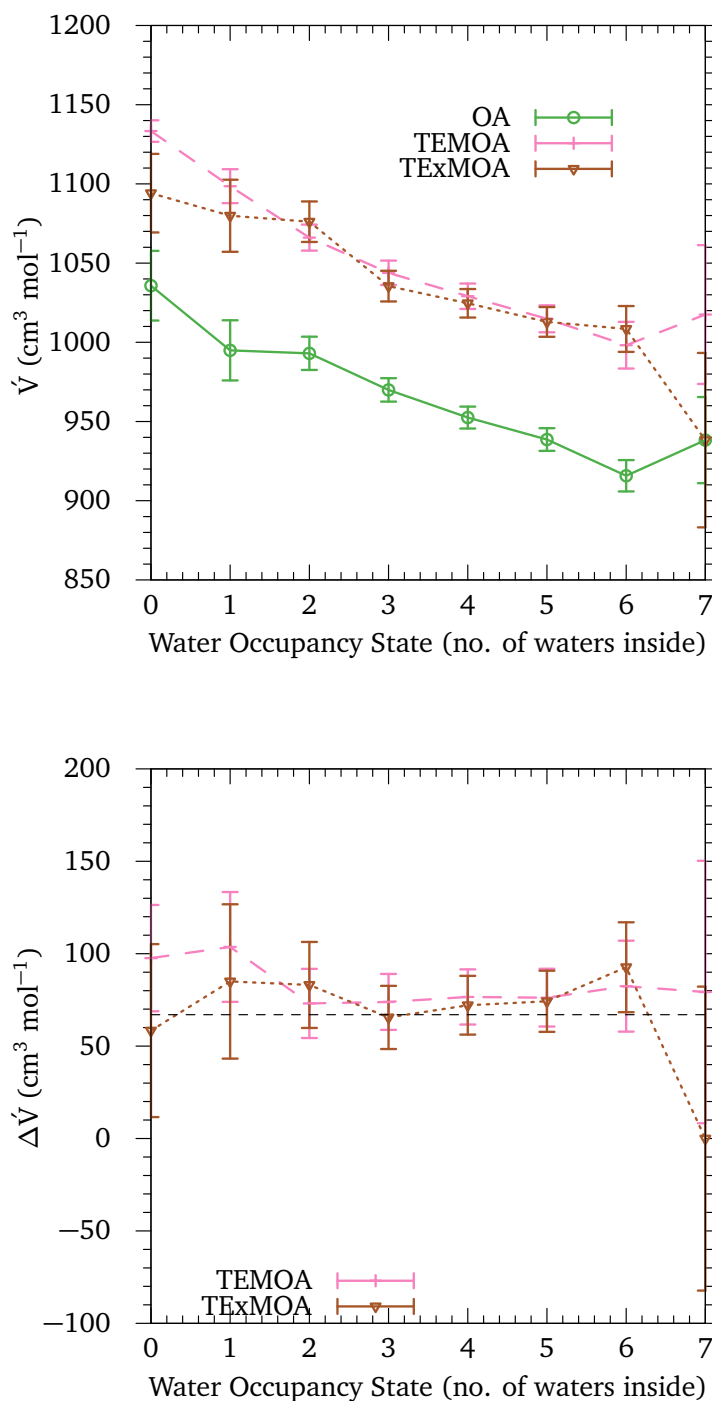 1200
1150
1100
1050
1000
950
900
850
V́ (cm³ mol⁻¹)
OA
TEMOA
TExMOA
0 1 2 3 4 5 6 7
Water Occupancy State (no. of waters inside)
200
150
100
50
0
−50
−100
ΔV́ (cm³ mol⁻¹)
TEMOA
TExMOA
0 1 2 3 4 5 6 7
Water Occupancy State (no. of waters inside)